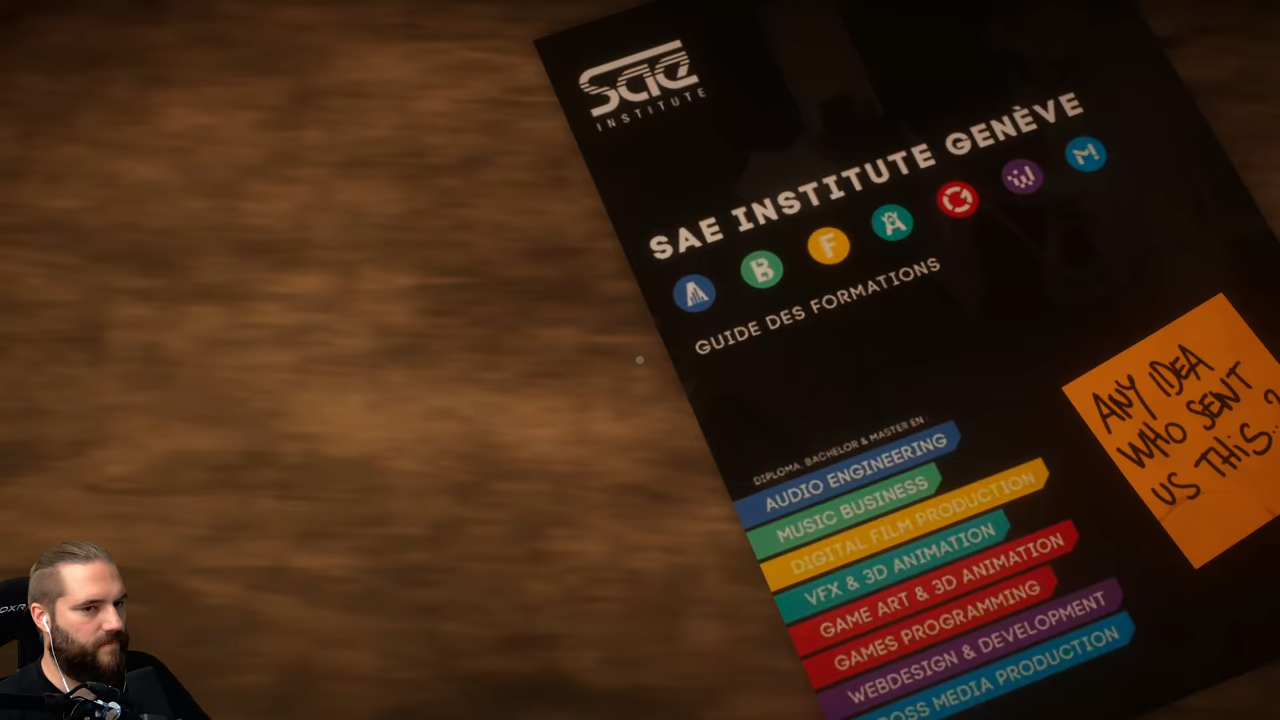 sae
INSTITUTE
SAE INSTITUTE GENÈVE
A B F A W M
GUIDE DES FORMATIONS
DIPLOMA, BACHELOR & MASTER EN
AUDIO ENGINEERING
MUSIC BUSINESS
DIGITAL FILM PRODUCTION
VFX & 3D ANIMATION
GAME ART & 3D ANIMATION
GAMES PROGRAMMING
WEBDESIGN & DEVELOPMENT
OSS MEDIA PRODUCTION
ANY IDEA
WHO SENT
US THIS..?
DXR